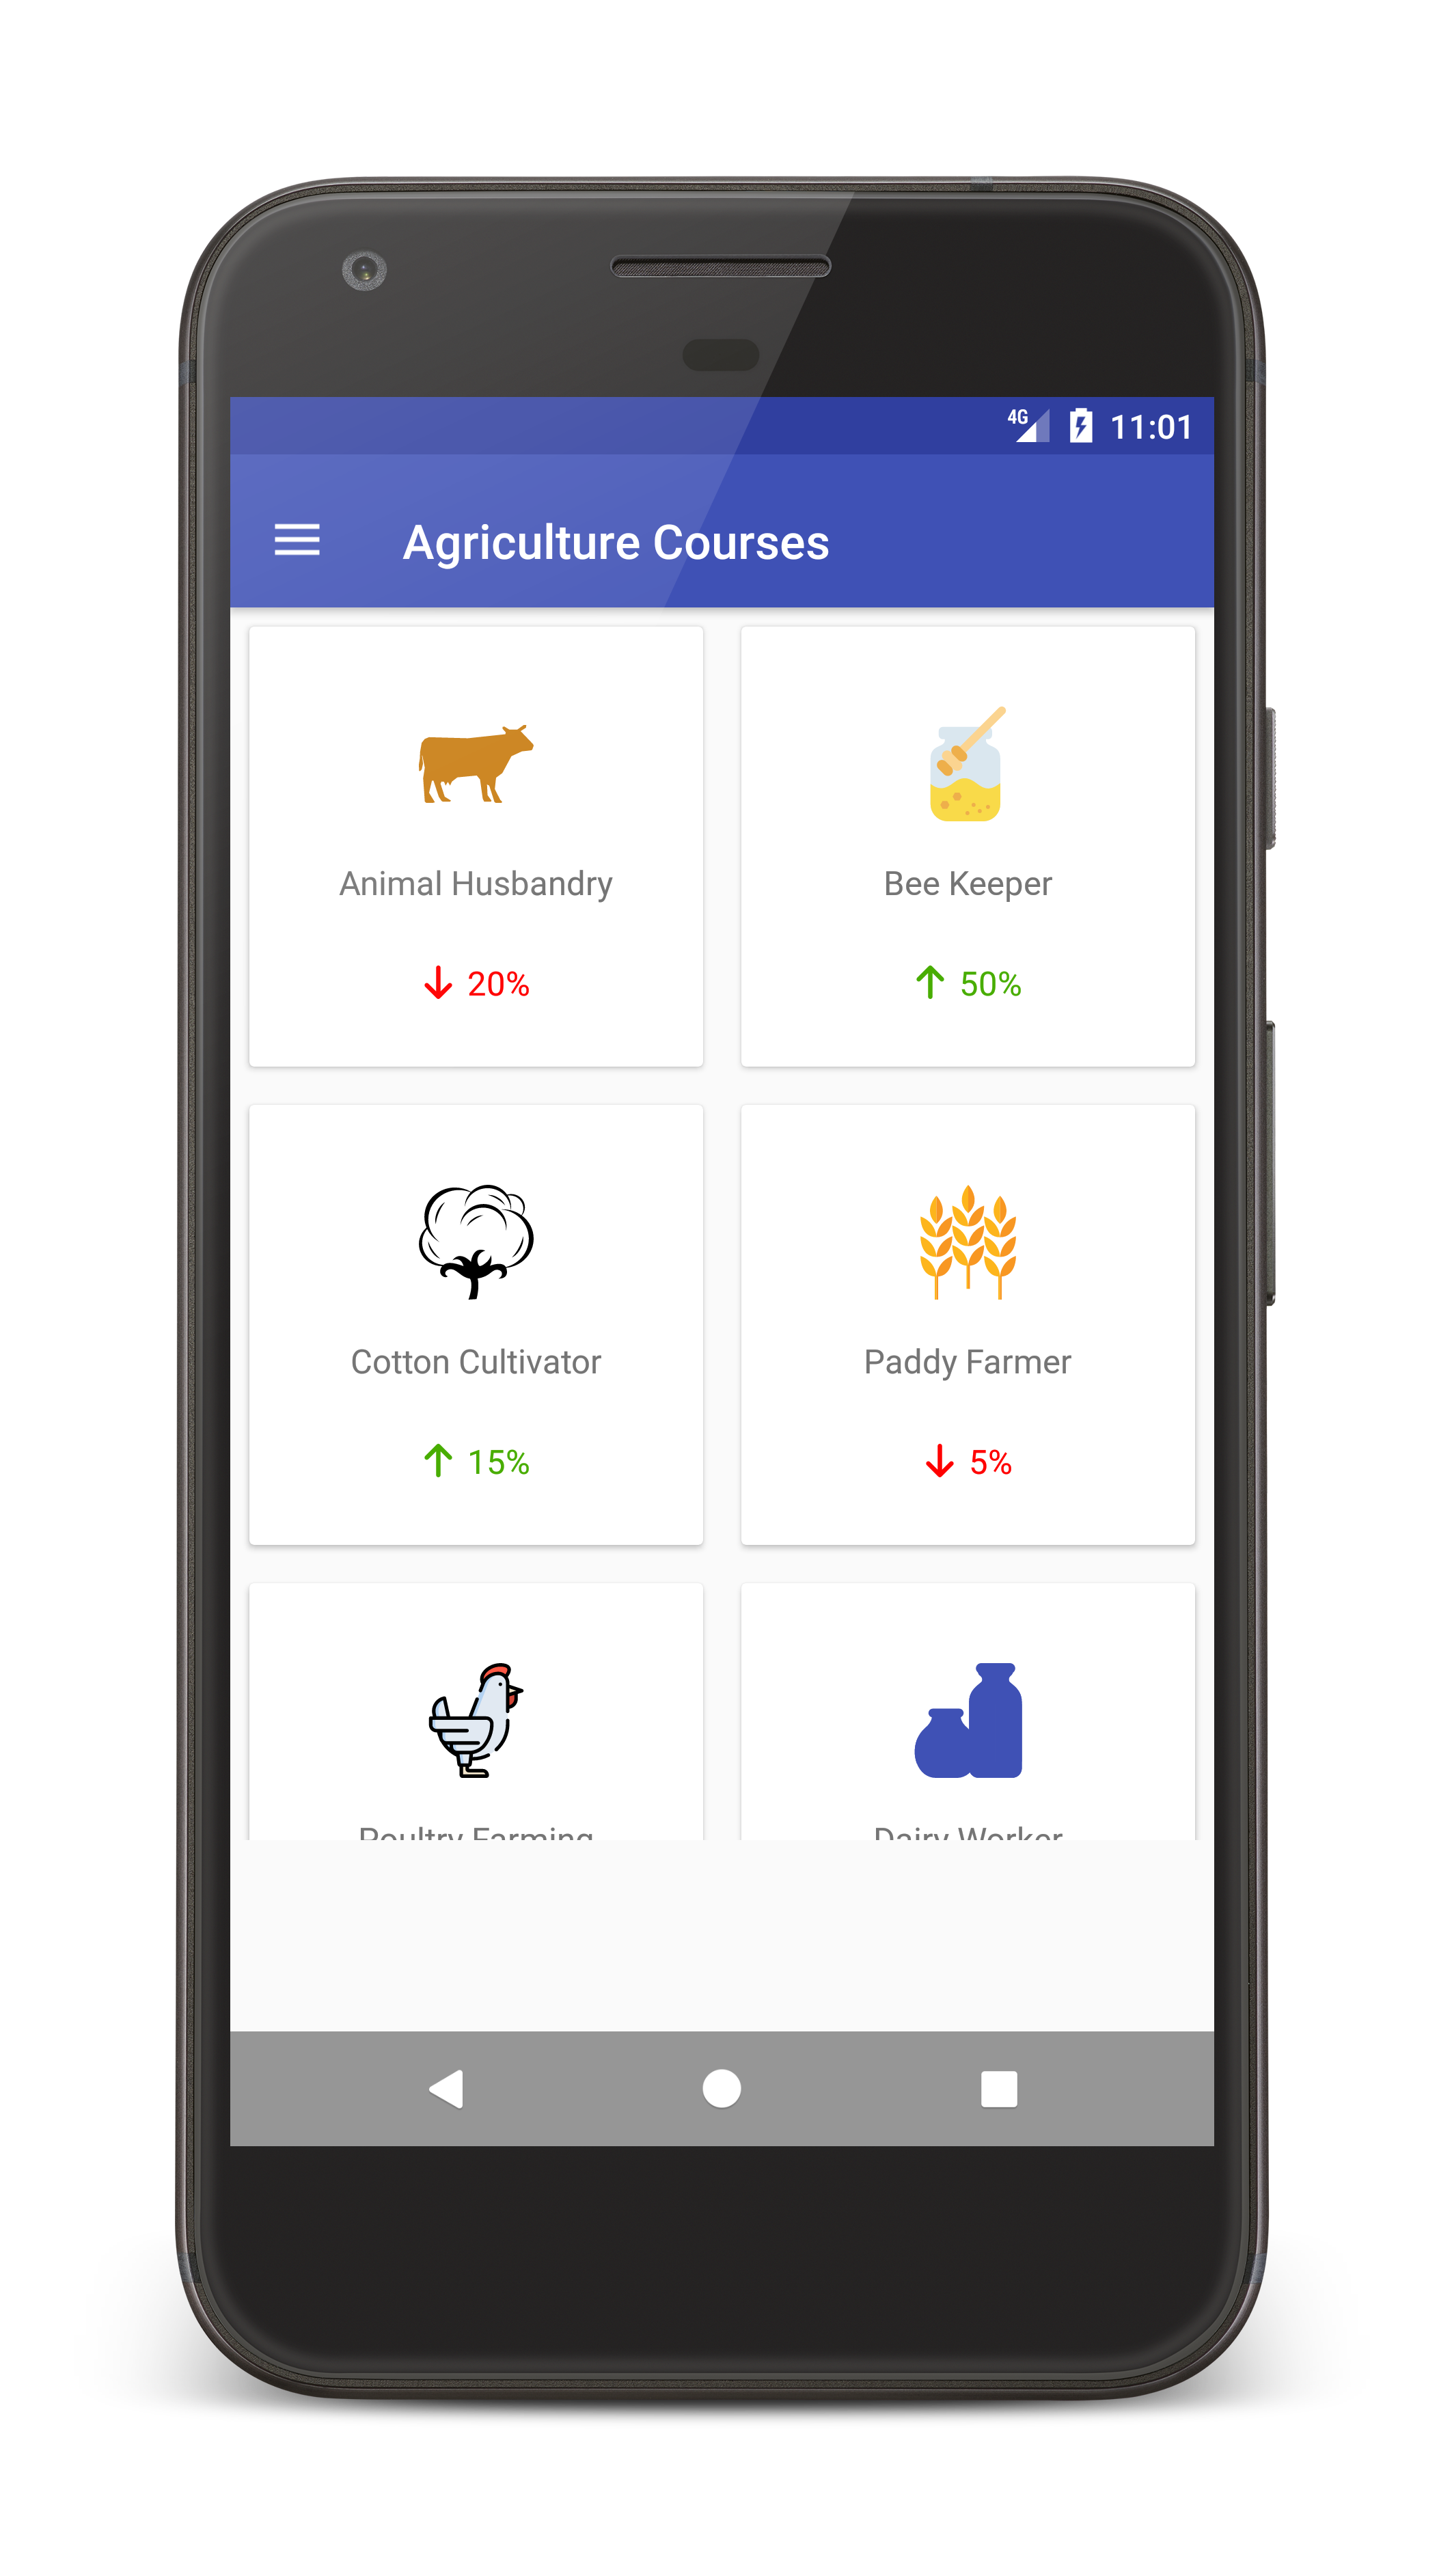 4G 11:01
Agriculture Courses
Animal Husbandry
Bee Keeper
20%
50%
Cotton Cultivator
Paddy Farmer
15%
5%
Poultry Farming
Dairy Worker